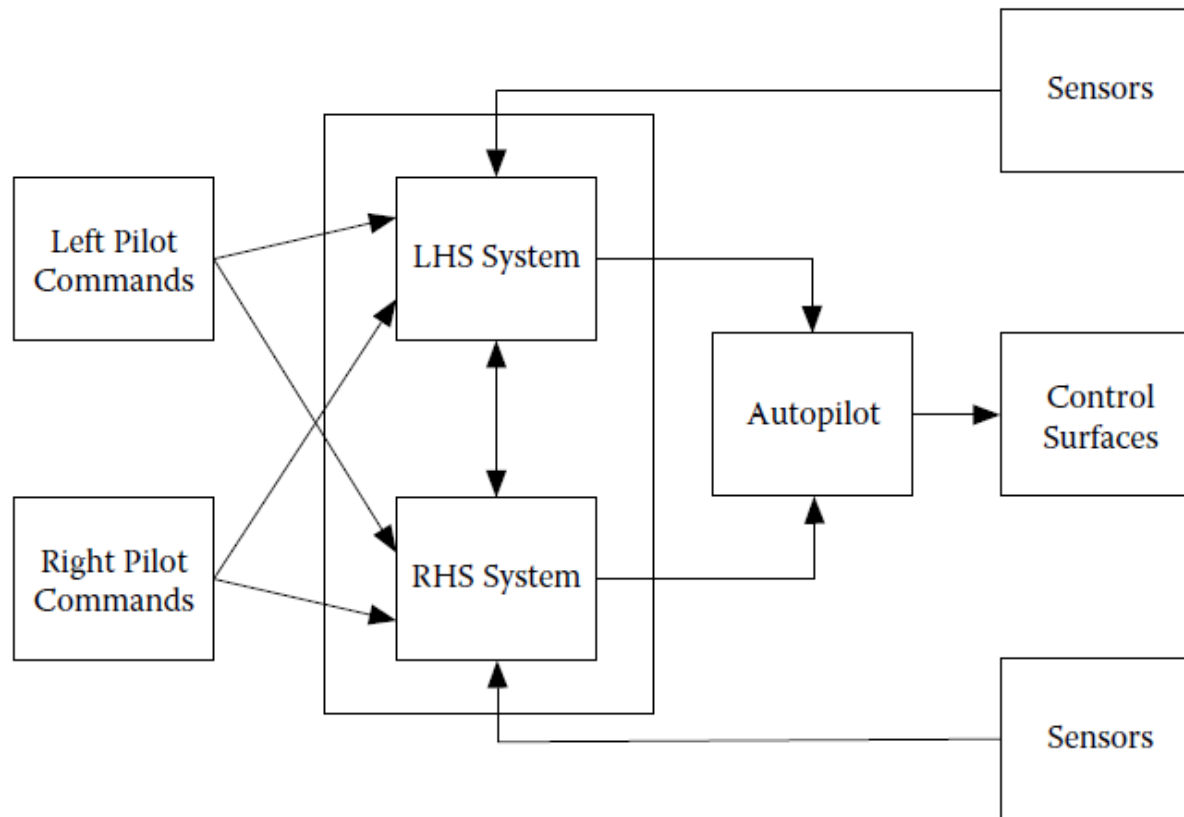 Sensors
Left Pilot
Commands
LHS System
Autopilot
Control
Surfaces
Right Pilot
Commands
RHS System
Sensors